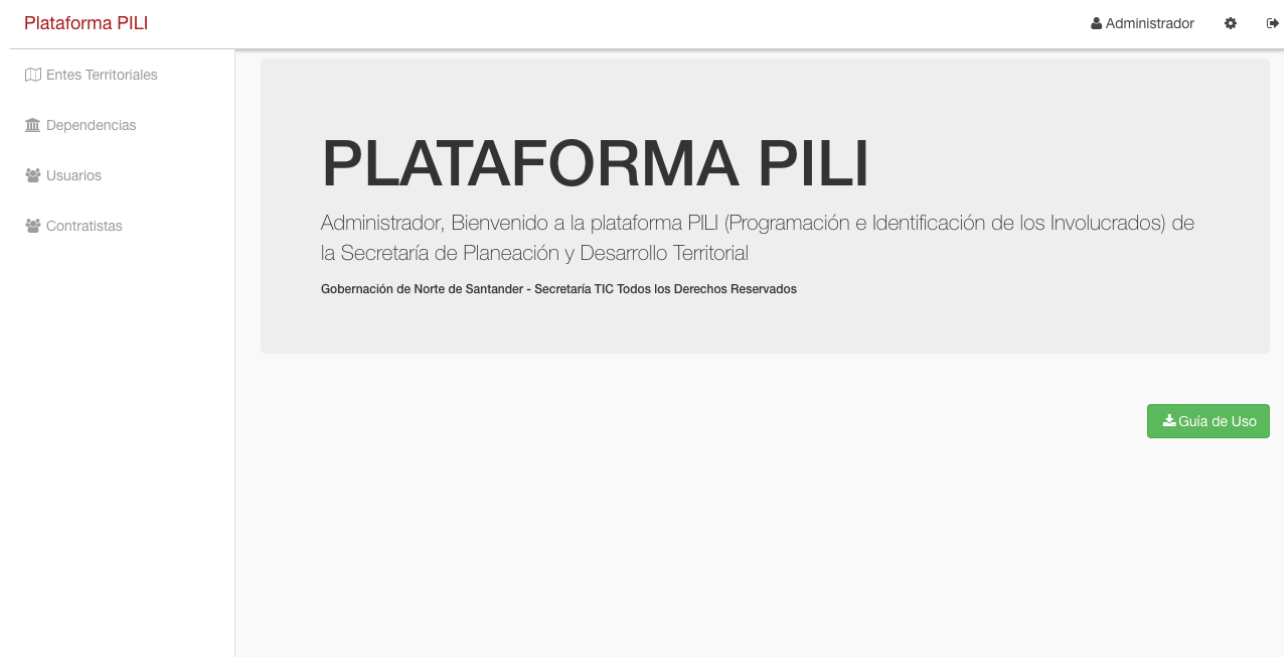 Plataforma PILI
Administrador
Entes Territoriales
Dependencias
Usuarios
Contratistas
PLATAFORMA PILI
Administrador, Bienvenido a la plataforma PILI (Programación e Identificación de los Involucrados) de
la Secretaría de Planeación y Desarrollo Territorial
Gobernación de Norte de Santander - Secretaría TIC Todos los Derechos Reservados
Guía de Uso